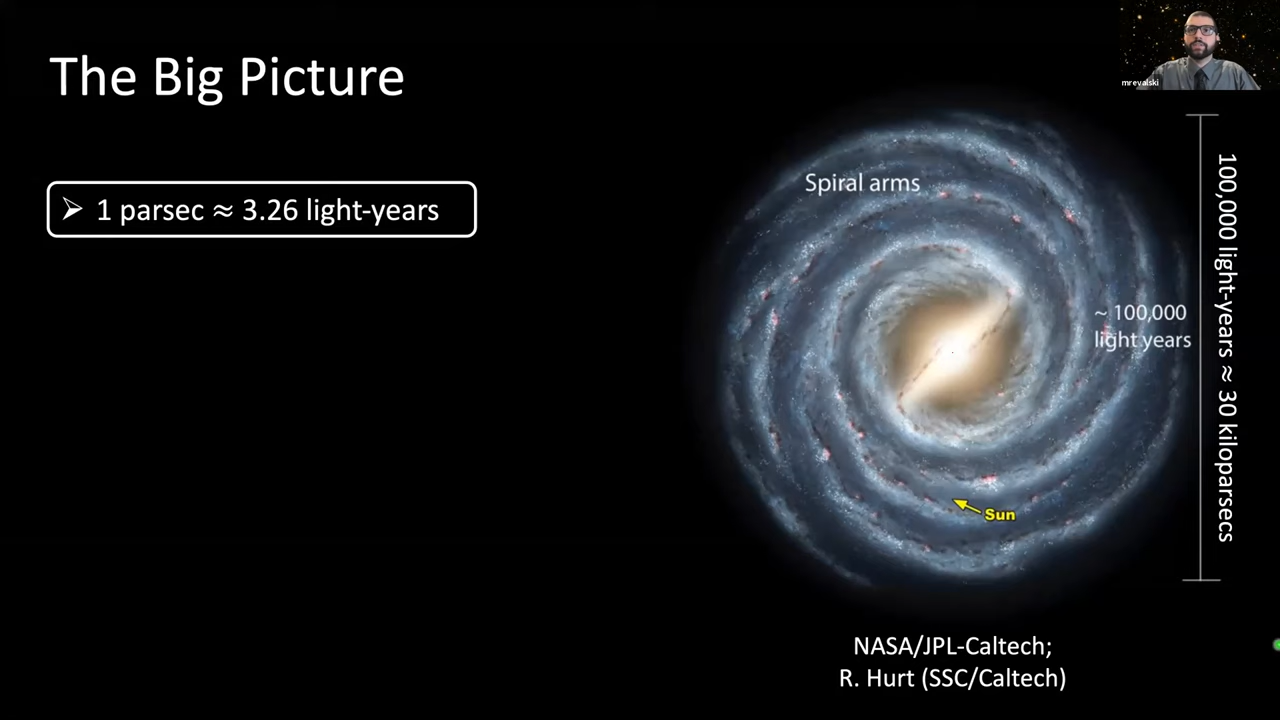 The Big Picture
mrevalski
➢ 1 parsec ≈ 3.26 light-years
Spiral arms
~ 100,000
light years
100,000 light-years ≈ 30 kiloparsecs
Sun
NASA/JPL-Caltech;
R. Hurt (SSC/Caltech)